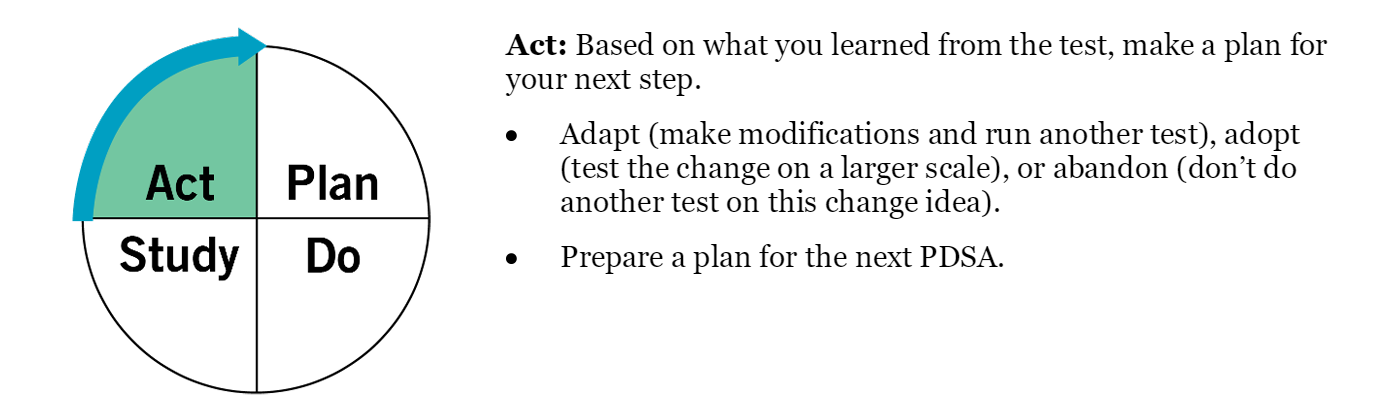 Act
Plan
Study
Do
Act: Based on what you learned from the test, make a plan for
your next step.
• Adapt (make modifications and run another test), adopt
(test the change on a larger scale), or abandon (don’t do
another test on this change idea).
• Prepare a plan for the next PDSA.